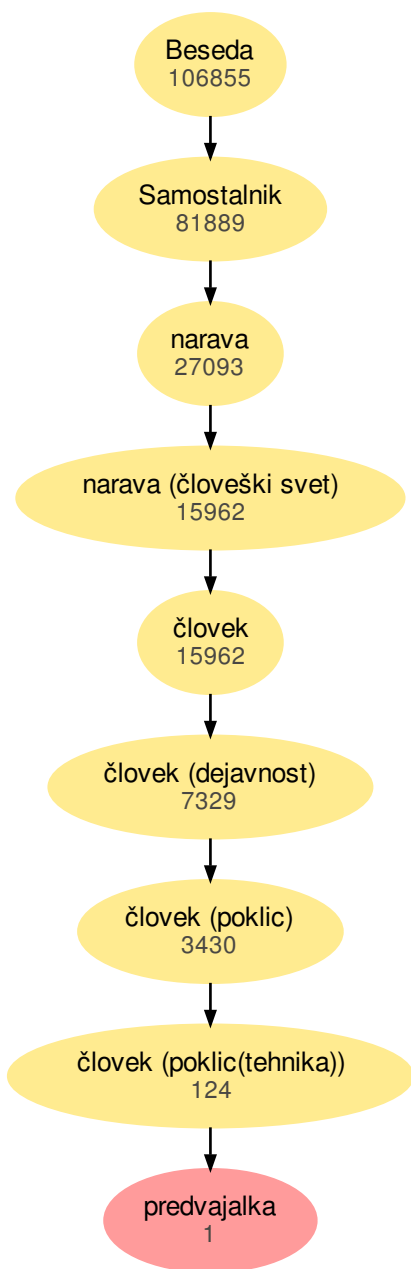 Beseda
106855
Samostalnik
81889
narava
27093
narava (človeški svet)
15962
človek
15962
človek (dejavnost)
7329
človek (poklic)
3430
človek (poklic(tehnika))
124
predvajalka
1